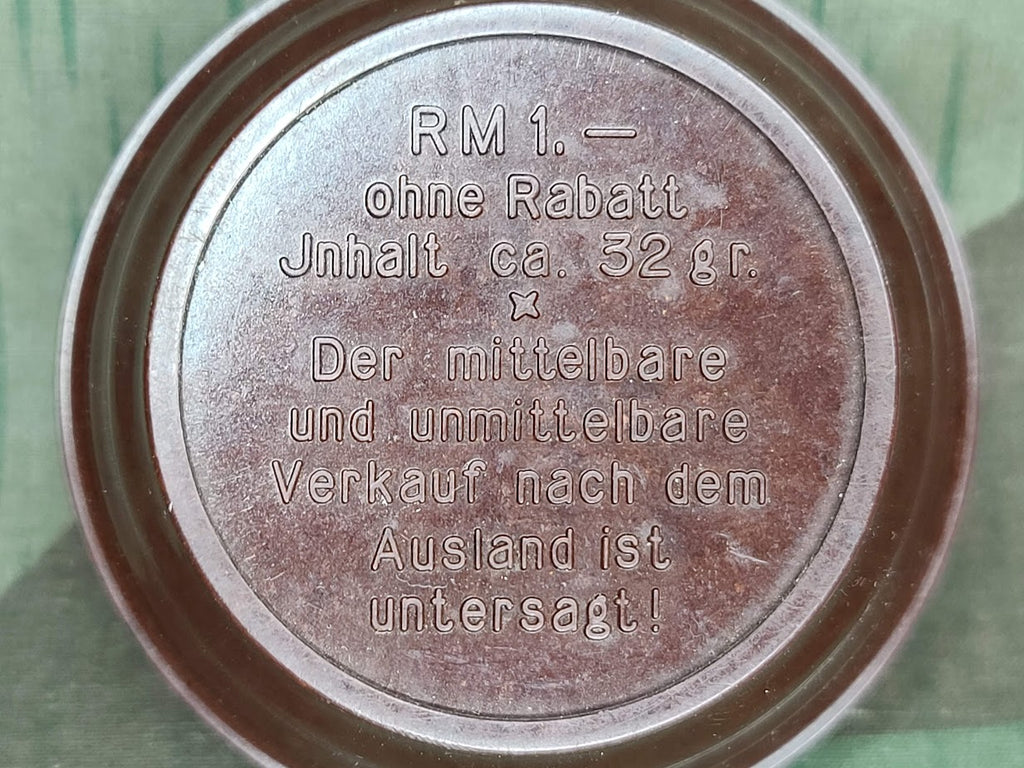 RM 1. —
ohne Rabatt
Jnhalt ca. 32 gr.
Der mittelbare
und unmittelbare
Verkauf nach dem
Ausland ist
untersagt!